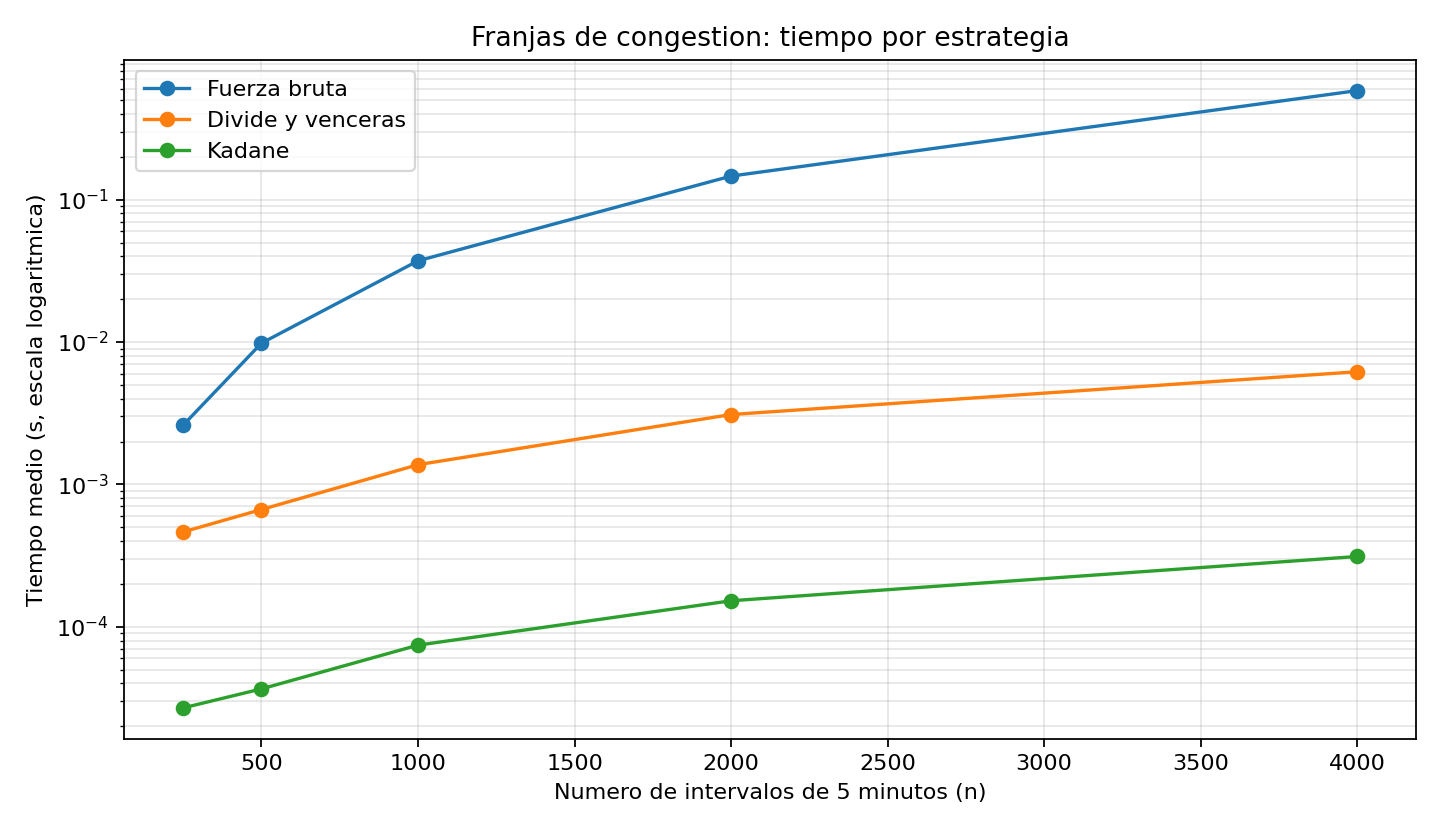 Franjas de congestion: tiempo por estrategia
Fuerza bruta
Divide y venceras
Kadane
Tiempo medio (s, escala logaritmica)
10⁻¹
10⁻²
10⁻³
10⁻⁴
500 1000 1500 2000 2500 3000 3500 4000
Numero de intervalos de 5 minutos (n)